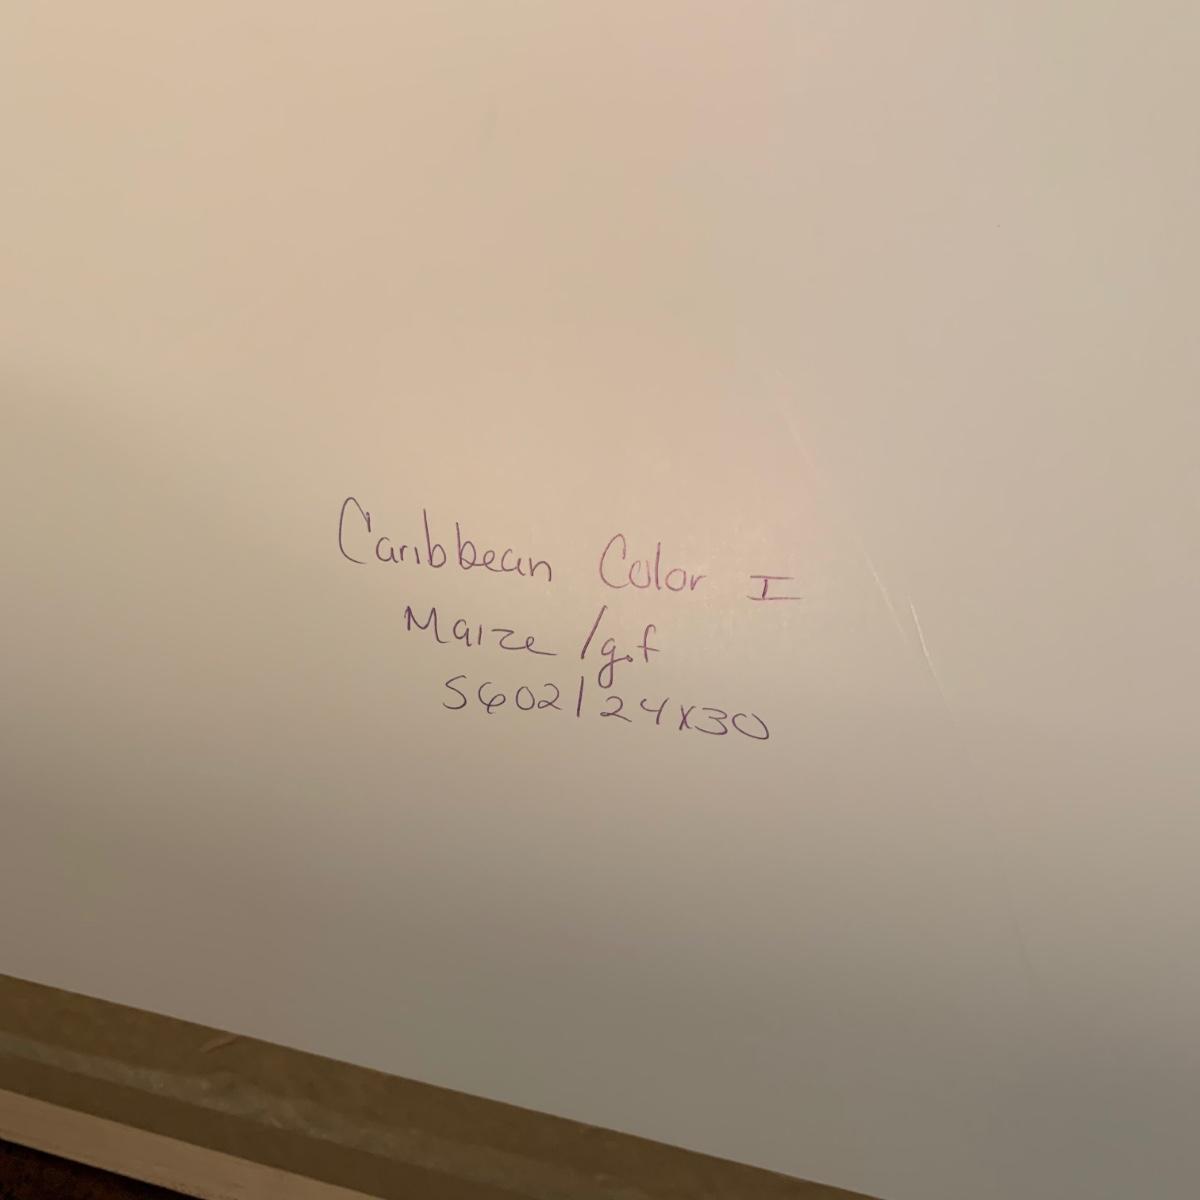 Caribbean Color I
Maize /g.f
S602/24x30